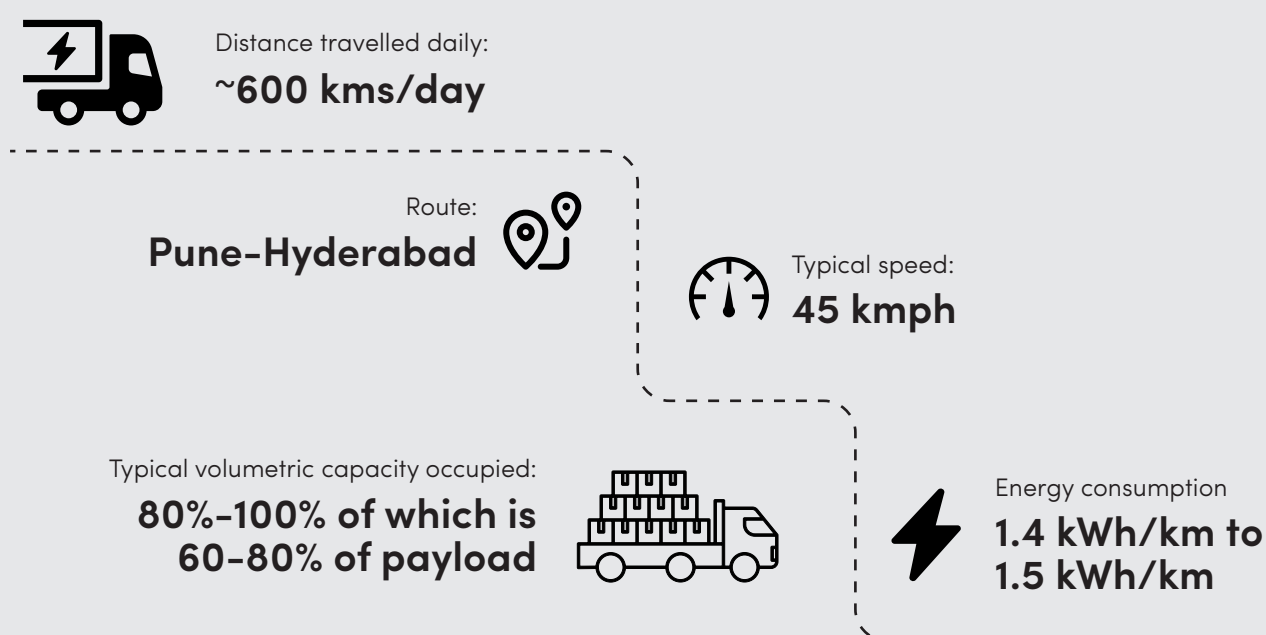 Distance travelled daily:
~600 kms/day
Route:
Pune-Hyderabad
Typical speed:
45 kmph
Typical volumetric capacity occupied:
80%-100% of which is
60-80% of payload
Energy consumption
1.4 kWh/km to
1.5 kWh/km